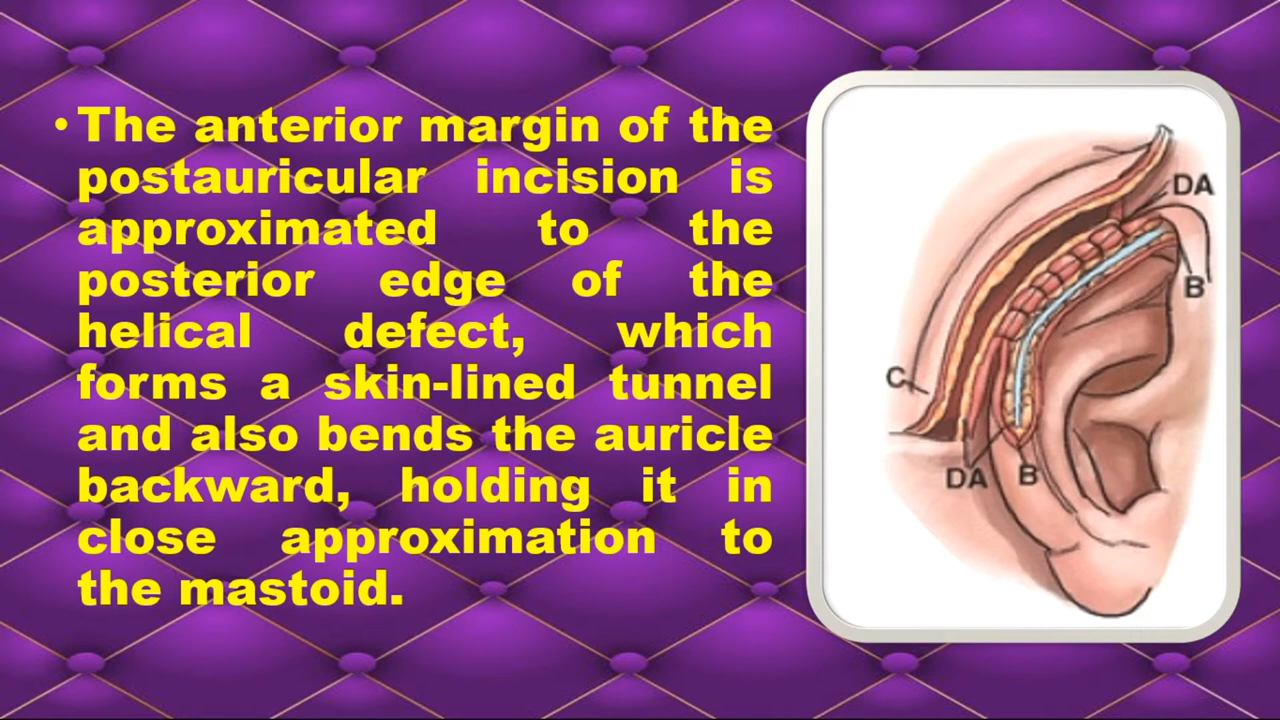 • The anterior margin of the
postauricular incision is
approximated to the
posterior edge of the
helical defect, which
forms a skin-lined tunnel
and also bends the auricle
backward, holding it in
close approximation to
the mastoid.
DA
B
C
DA B